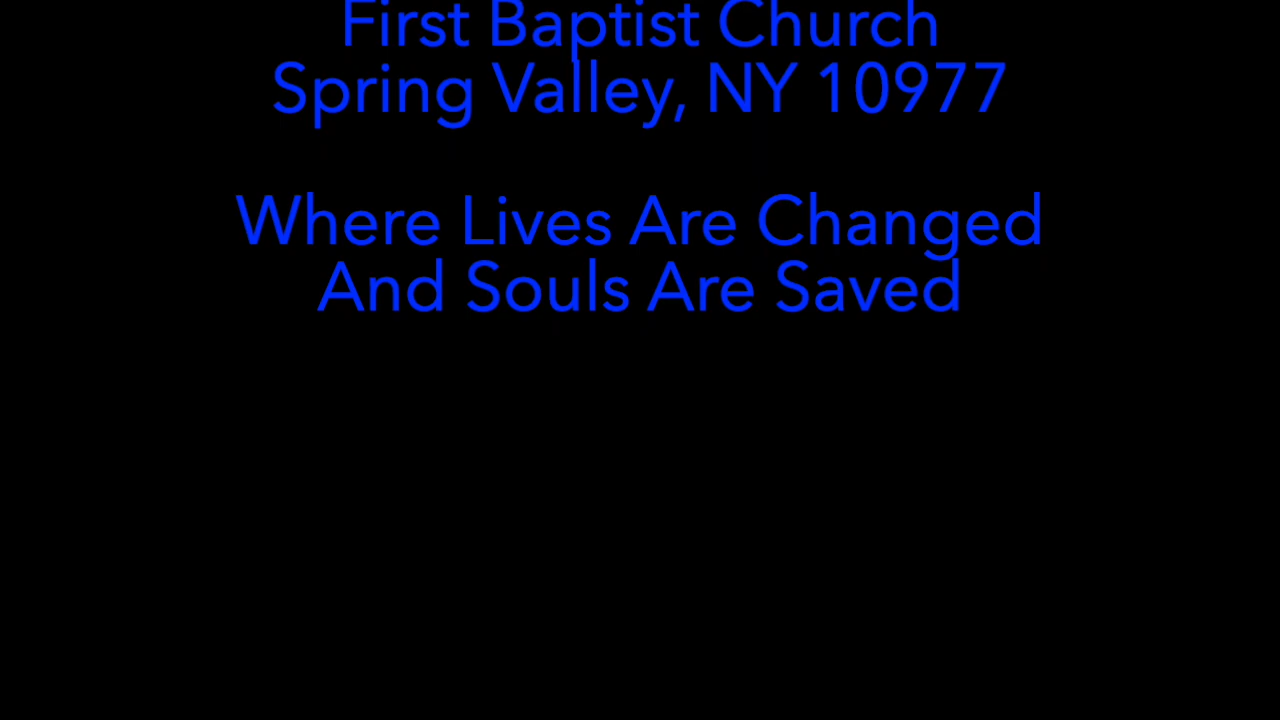 First Baptist Church
Spring Valley, NY 10977
Where Lives Are Changed
And Souls Are Saved